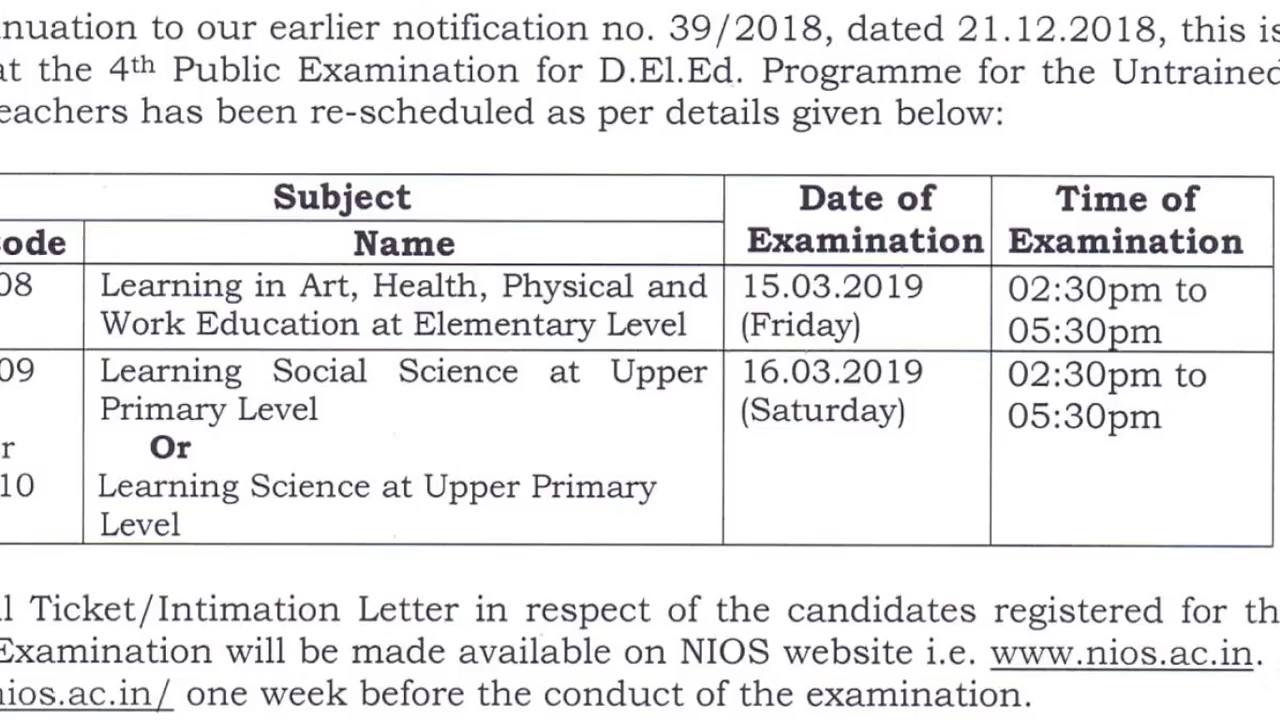 nuation to our earlier notification no. 39/2018, dated 21.12.2018, this is
at the 4th Public Examination for D.El.Ed. Programme for the Untrained
eachers has been re-scheduled as per details given below:
Subject
Date of Examination
Time of Examination
ode
Name
08
Learning in Art, Health, Physical and
Work Education at Elementary Level
15.03.2019
(Friday)
02:30pm to
05:30pm
09
Learning Social Science at Upper
Primary Level
16.03.2019
(Saturday)
02:30pm to
05:30pm
r
Or
10
Learning Science at Upper Primary
Level
l Ticket/Intimation Letter in respect of the candidates registered for th
Examination will be made available on NIOS website i.e. www.nios.ac.in.
nios.ac.in/ one week before the conduct of the examination.